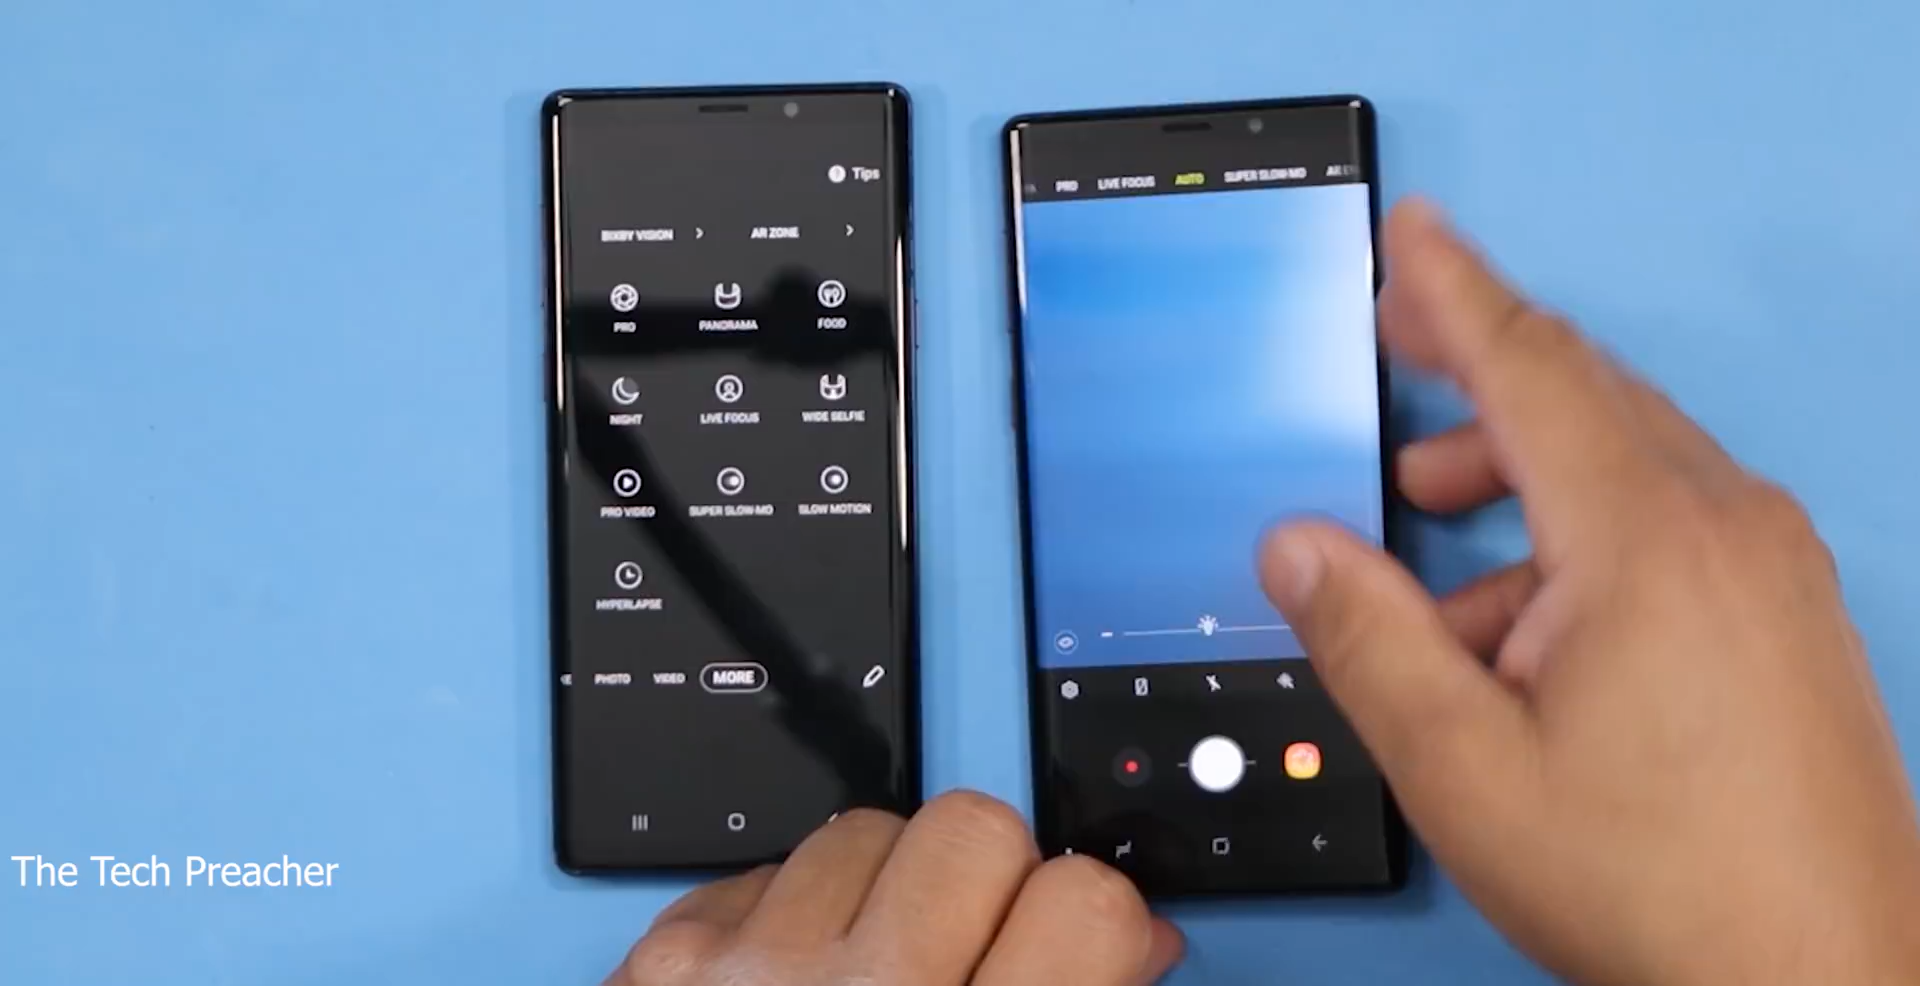 Tips
BIXBY VISION
AR ZONE
PRO
PANORAMA
FOOD
NIGHT
LIVE FOCUS
WIDE SELFIE
PRO VIDEO
SUPER SLOW-MO
SLOW MOTION
HYPERLAPSE
PHOTO
VIDEO
MORE
PRO
LIVE FOCUS
AUTO
SUPER SLOW-MO
AR
The Tech Preacher